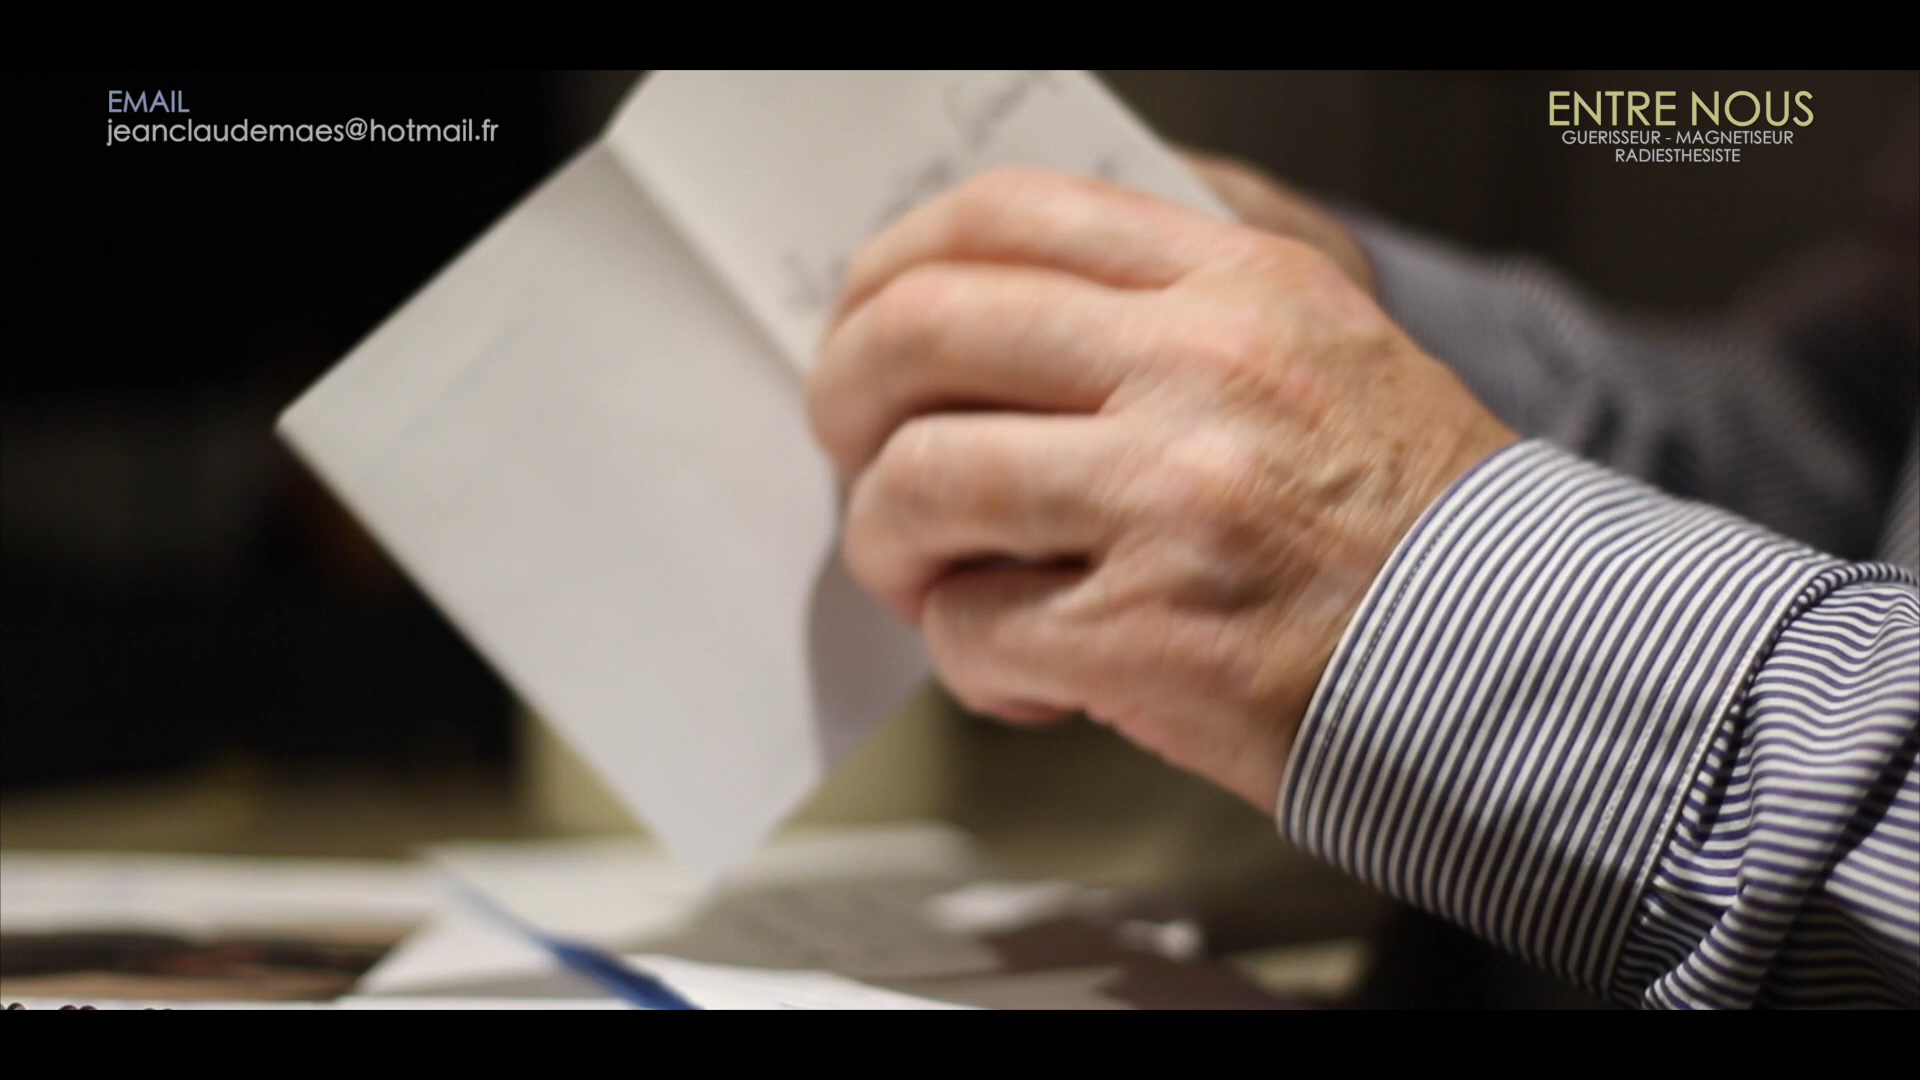 EMAIL
jeanclaudemaes@hotmail.fr
ENTRE NOUS
GUERISSEUR - MAGNETISEUR
RADIESTHESISTE